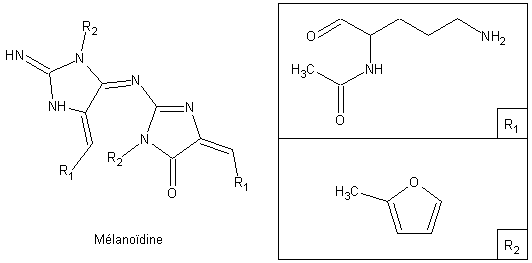 R2
HN
N
N
NH
N
R2
N
R1
O
R1
Mélanoïdine
O
NH2
H3C
NH
O
R1
O
H3C
R2